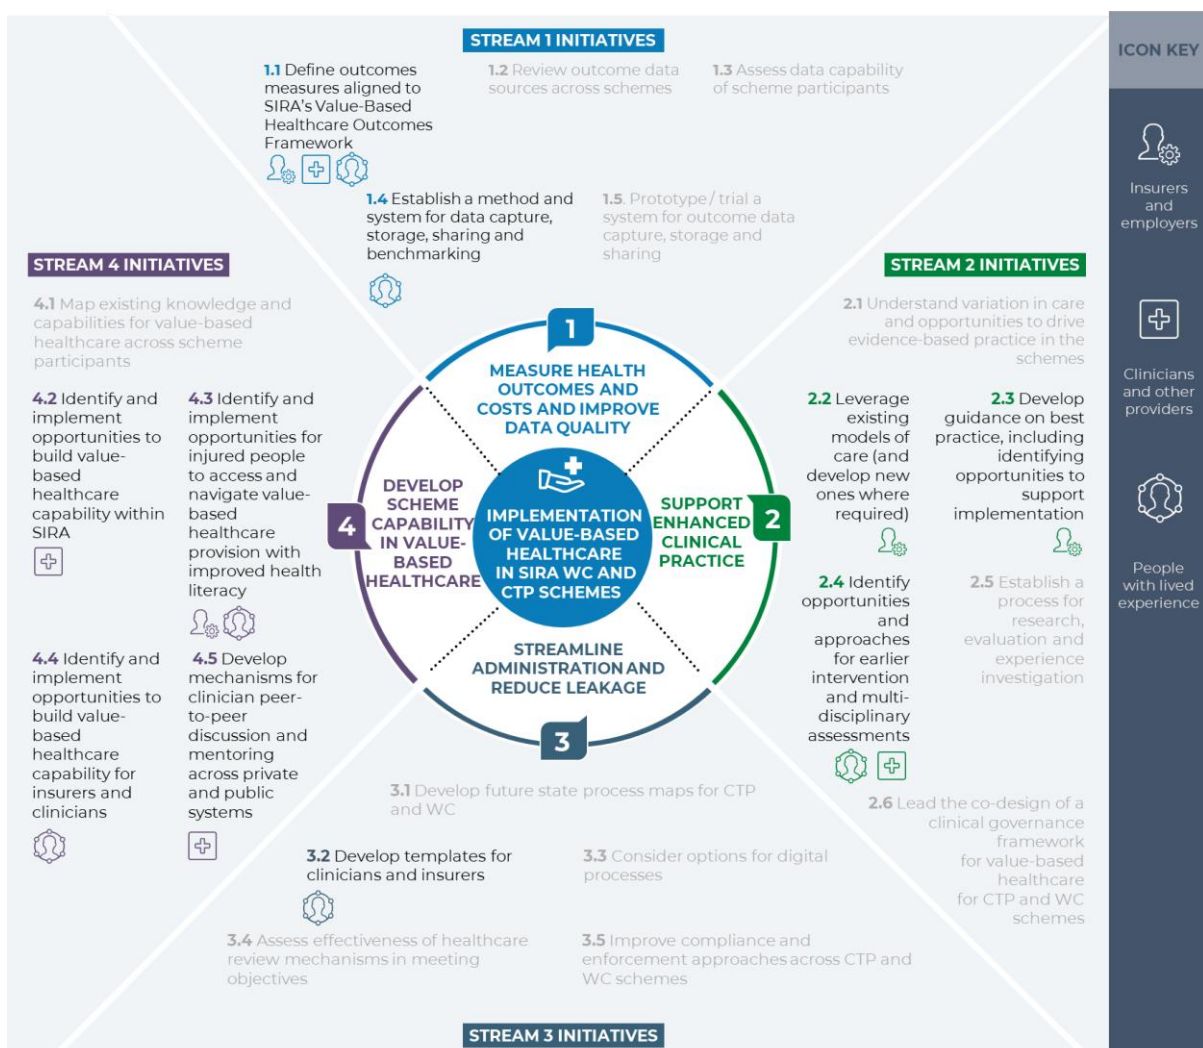 STREAM 1 INITIATIVES
1.1 Define outcomes
measures aligned to
SIRA's Value-Based
Healthcare Outcomes
Framework
1.2 Review outcome data
sources across schemes
1.3 Assess data capability
of scheme participants
1.4 Establish a method and
system for data capture,
storage, sharing and
benchmarking
1.5. Prototype / trial a
system for outcome data
capture, storage and
sharing
STREAM 4 INITIATIVES
4.1 Map existing knowledge and
capabilities for value-based
healthcare across scheme
participants
4.2 Identify and
implement
opportunities to
build value-
based
healthcare
capability within
SIRA
4.3 Identify and
implement
opportunities for
injured people
to access and
navigate value-
based
healthcare
provision with
improved health
literacy
4.4 Identify and
implement
opportunities to
build value-
based
healthcare
capability for
insurers and
clinicians
4.5 Develop
mechanisms for
clinician peer-
to-peer
discussion and
mentoring
across private
and public
systems
1
MEASURE HEALTH
OUTCOMES AND
COSTS AND IMPROVE
DATA QUALITY
4
DEVELOP
SCHEME
CAPABILITY
IN VALUE-
BASED
HEALTHCARE
IMPLEMENTATION
OF VALUE-BASED
HEALTHCARE
IN SIRA WC AND
CTP SCHEMES
SUPPORT
ENHANCED
CLINICAL
PRACTICE
2
STREAMLINE
ADMINISTRATION AND
REDUCE LEAKAGE
3
STREAM 2 INITIATIVES
2.1 Understand variation in care
and opportunities to drive
evidence-based practice in the
schemes
2.2 Leverage
existing
models of
care (and
develop new
ones where
required)
2.3 Develop
guidance on best
practice, including
identifying
opportunities to
support
implementation
2.4 Identify
opportunities
and
approaches
for earlier
intervention
and multi-
disciplinary
assessments
2.5 Establish a
process for
research,
evaluation and
experience
investigation
2.6 Lead the co-design of a
clinical governance
framework
for value-based
healthcare
for CTP and WC
schemes
3.1 Develop future state process maps for CTP
and WC
3.2 Develop templates for
clinicians and insurers
3.3 Consider options for digital
processes
3.4 Assess effectiveness of healthcare
review mechanisms in meeting
objectives
3.5 Improve compliance and
enforcement approaches across CTP and
WC schemes
STREAM 3 INITIATIVES
ICON KEY
Insurers
and
employers
Clinicians
and other
providers
People
with lived
experience